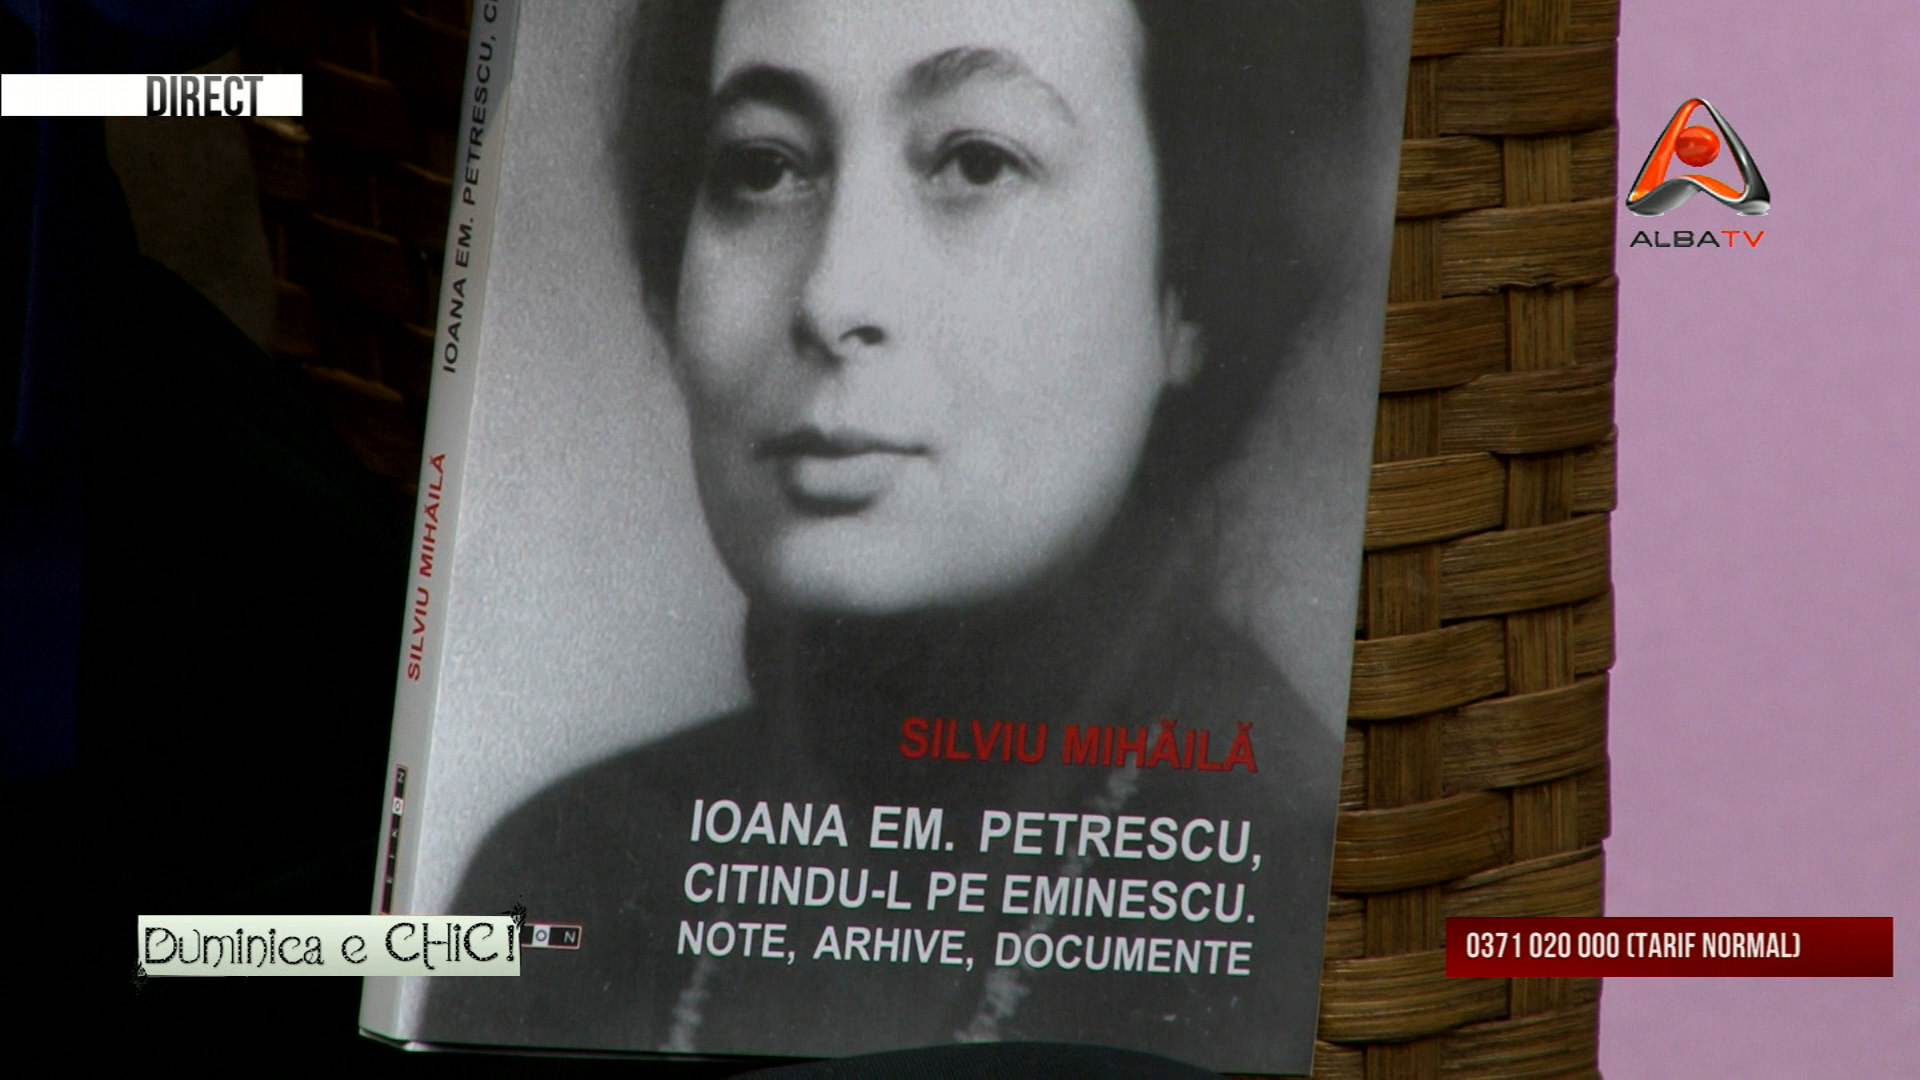 DIRECT
ALBATV
IOANA EM. PETRESCU,
SILVIU MIHĂILĂ
SILVIU MIHĂILĂ
IOANA EM. PETRESCU,
CITINDU-L PE EMINESCU.
NOTE, ARHIVE, DOCUMENTE
Duminica e CHIC!
0371 020 000 (TARIF NORMAL)